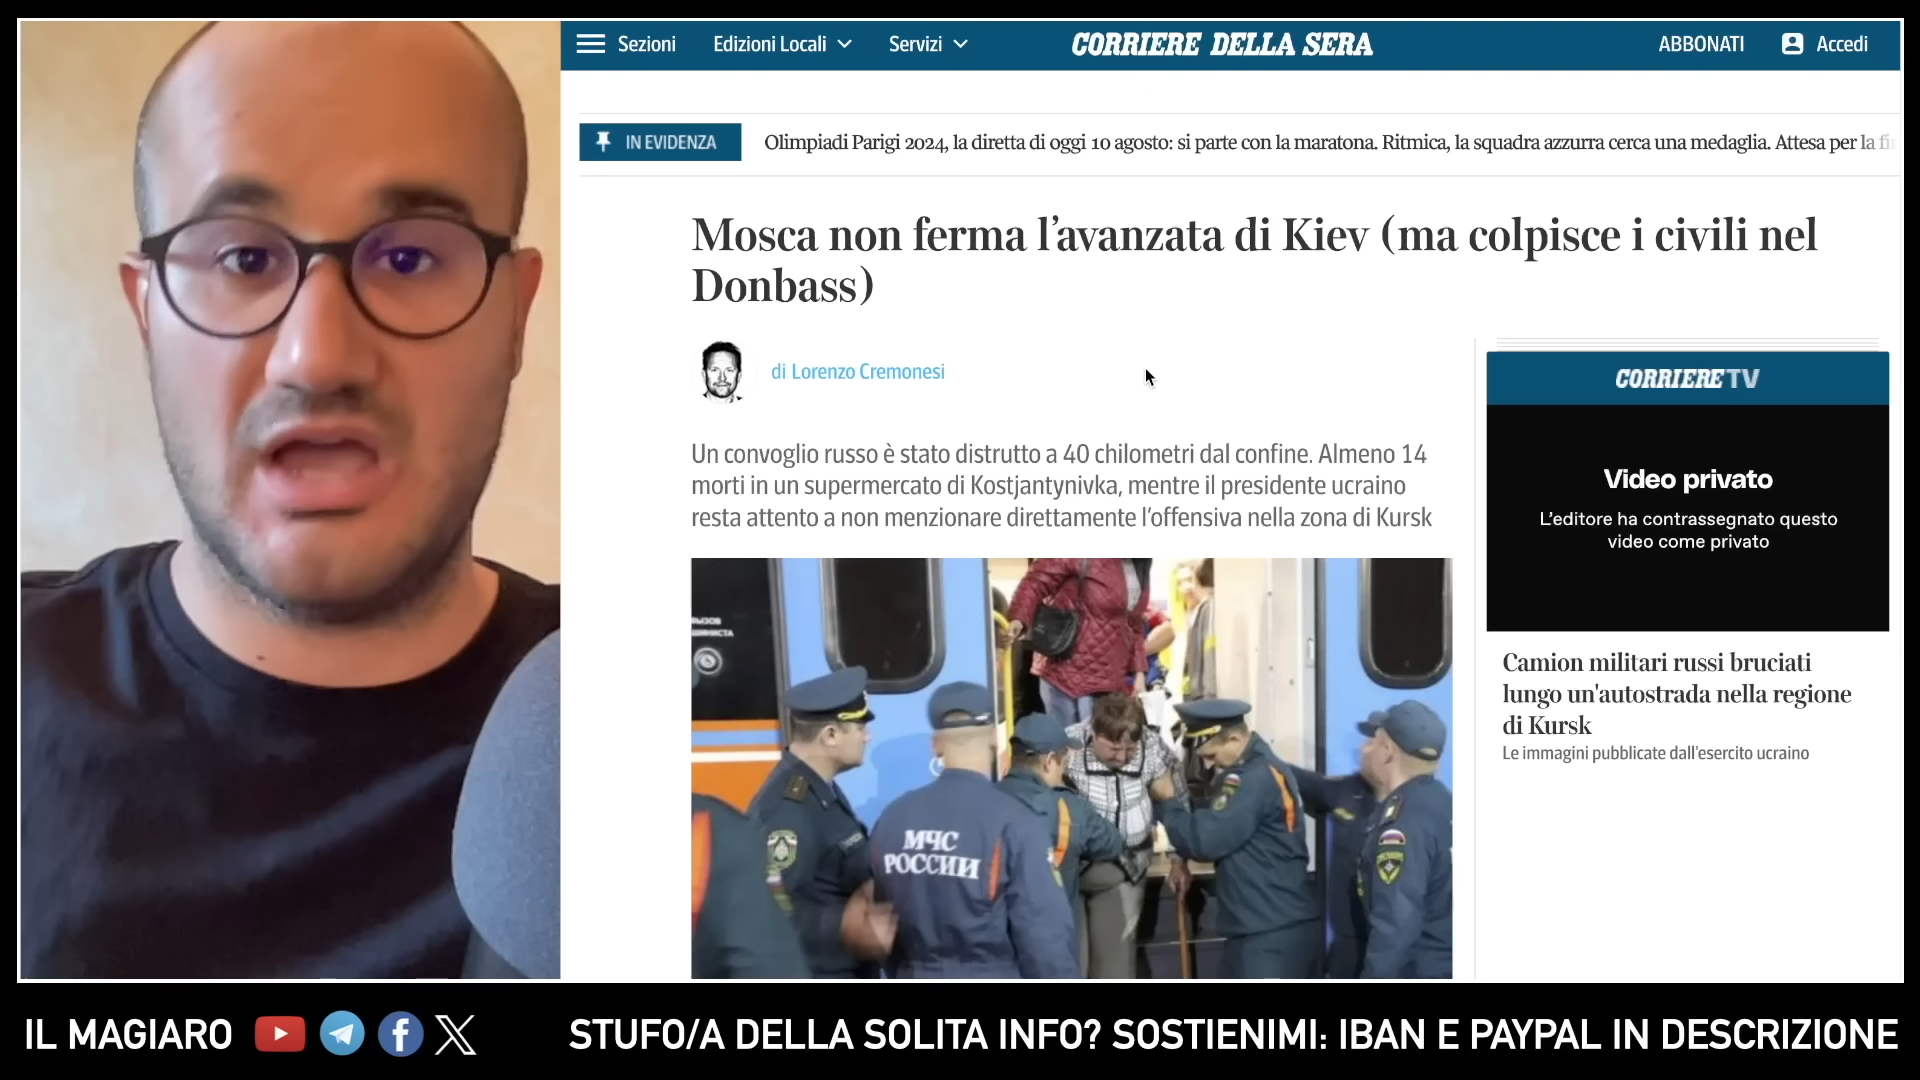 Sezioni
Edizioni Locali
Servizi
CORRIERE DELLA SERA
ABBONATI
Accedi
IN EVIDENZA
Olimpiadi Parigi 2024, la diretta di oggi 10 agosto: si parte con la maratona. Ritmica, la squadra azzurra cerca una medaglia. Attesa per la
Mosca non ferma l'avanzata di Kiev (ma colpisce i civili nel
Donbass)
di Lorenzo Cremonesi
Un convoglio russo è stato distrutto a 40 chilometri dal confine. Almeno 14
morti in un supermercato di Kostjantynivka, mentre il presidente ucraino
resta attento a non menzionare direttamente l'offensiva nella zona di Kursk
CORRIERE TV
Video privato
L'editore ha contrassegnato questo
video come privato
Camion militari russi bruciati
lungo un'autostrada nella regione
di Kursk
Le immagini pubblicate dall'esercito ucraino
МЧС
РОССИИ
IL MAGIARO
STUFO/A DELLA SOLITA INFO? SOSTIENIMI: IBAN E PAYPAL IN DESCRIZIONE